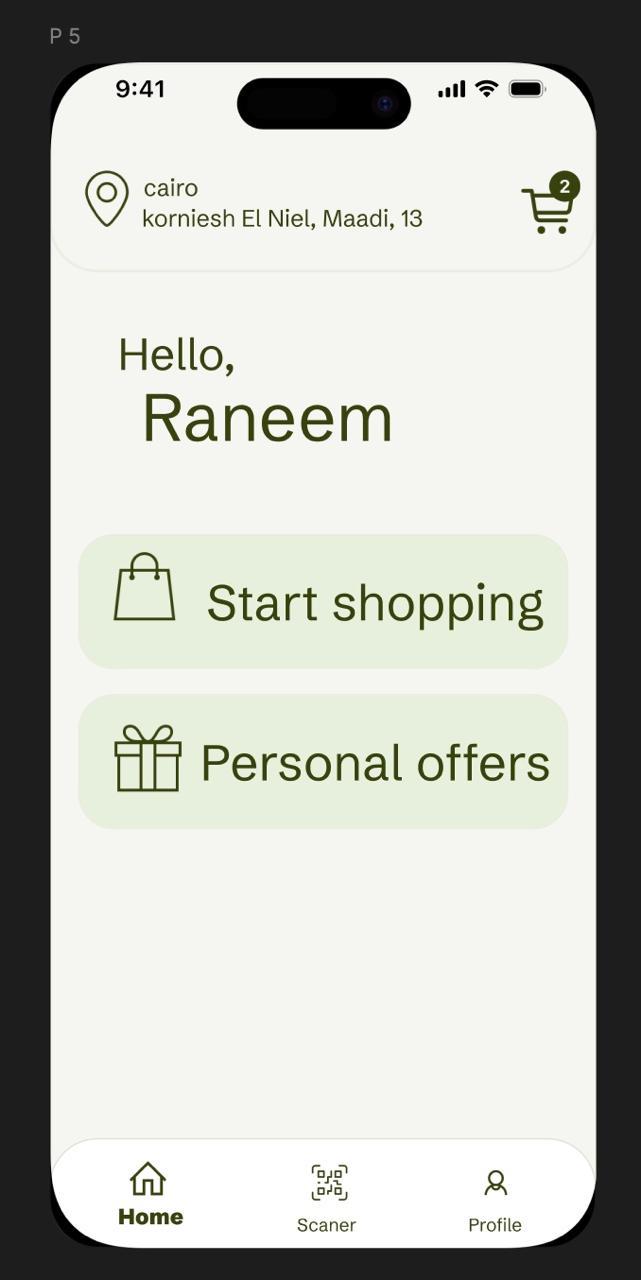 P 5
9:41
cairo
2
korniesh El Niel, Maadi, 13
Hello,
Raneem
Start shopping
Personal offers
Home
Scaner
Profile